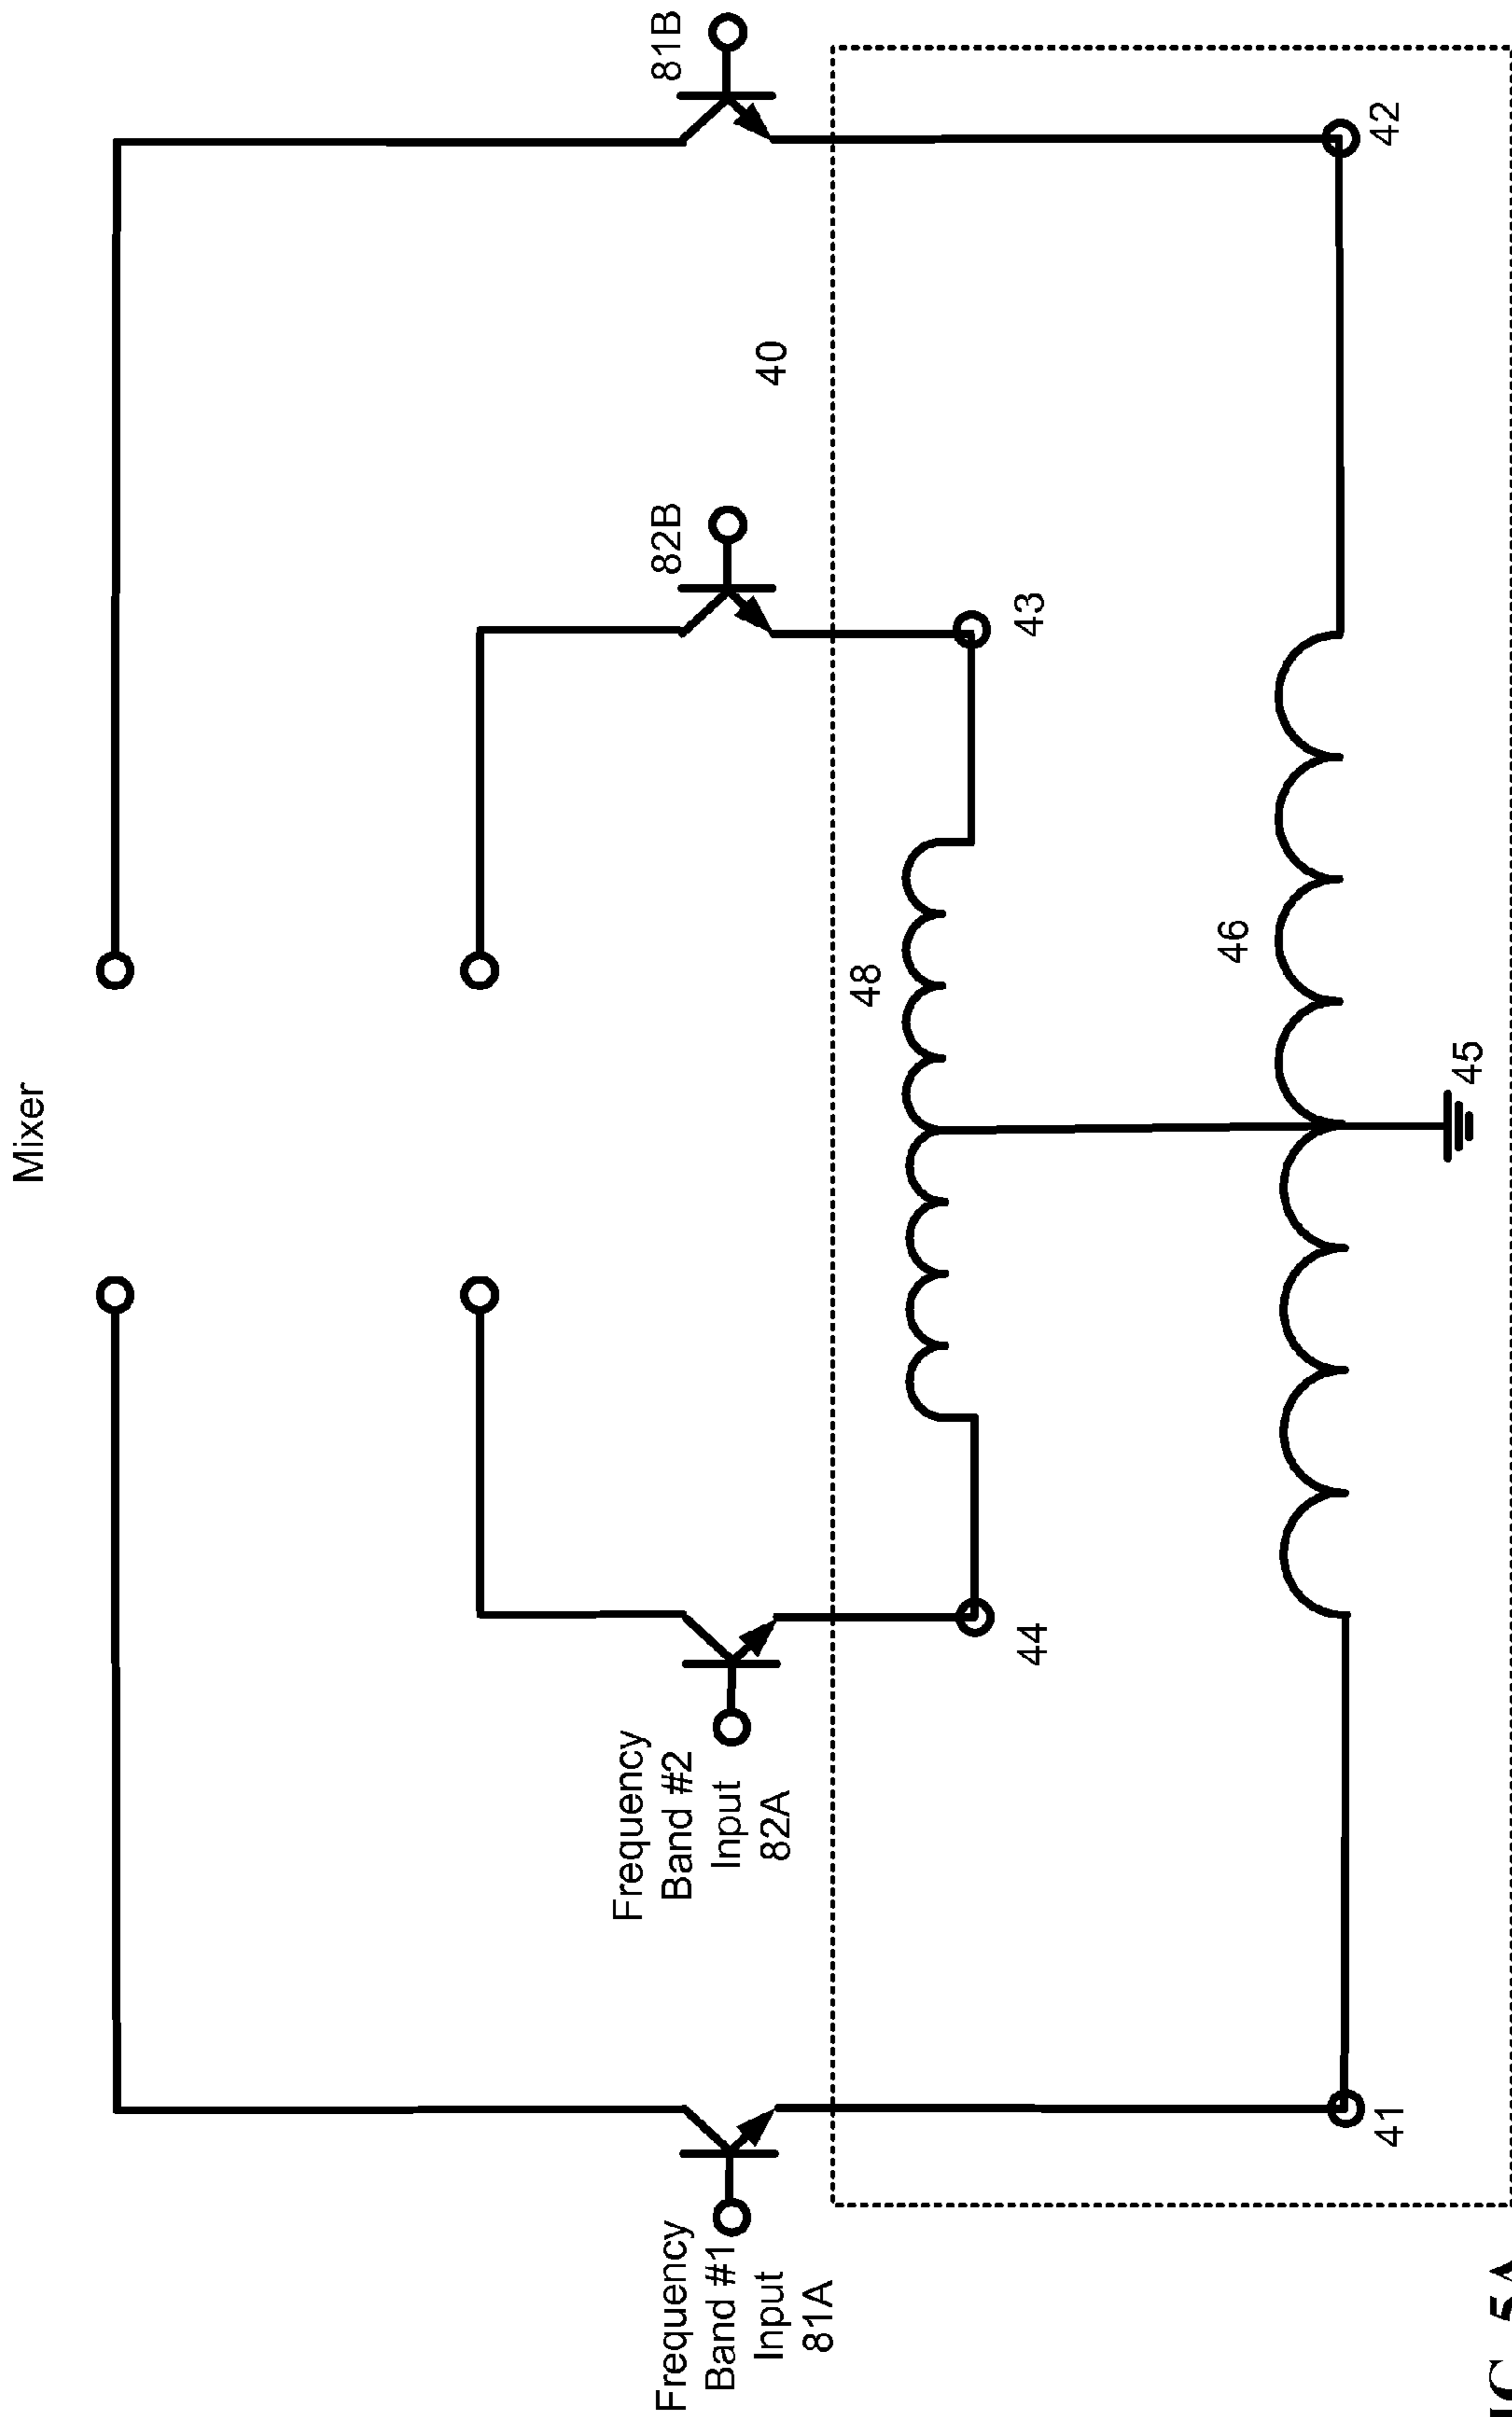 Mixer
Frequency
Band #1
Input
81A
Frequency
Band #2
Input
82A
82B
81B
40
48
44
43
46
41
42
45
5A